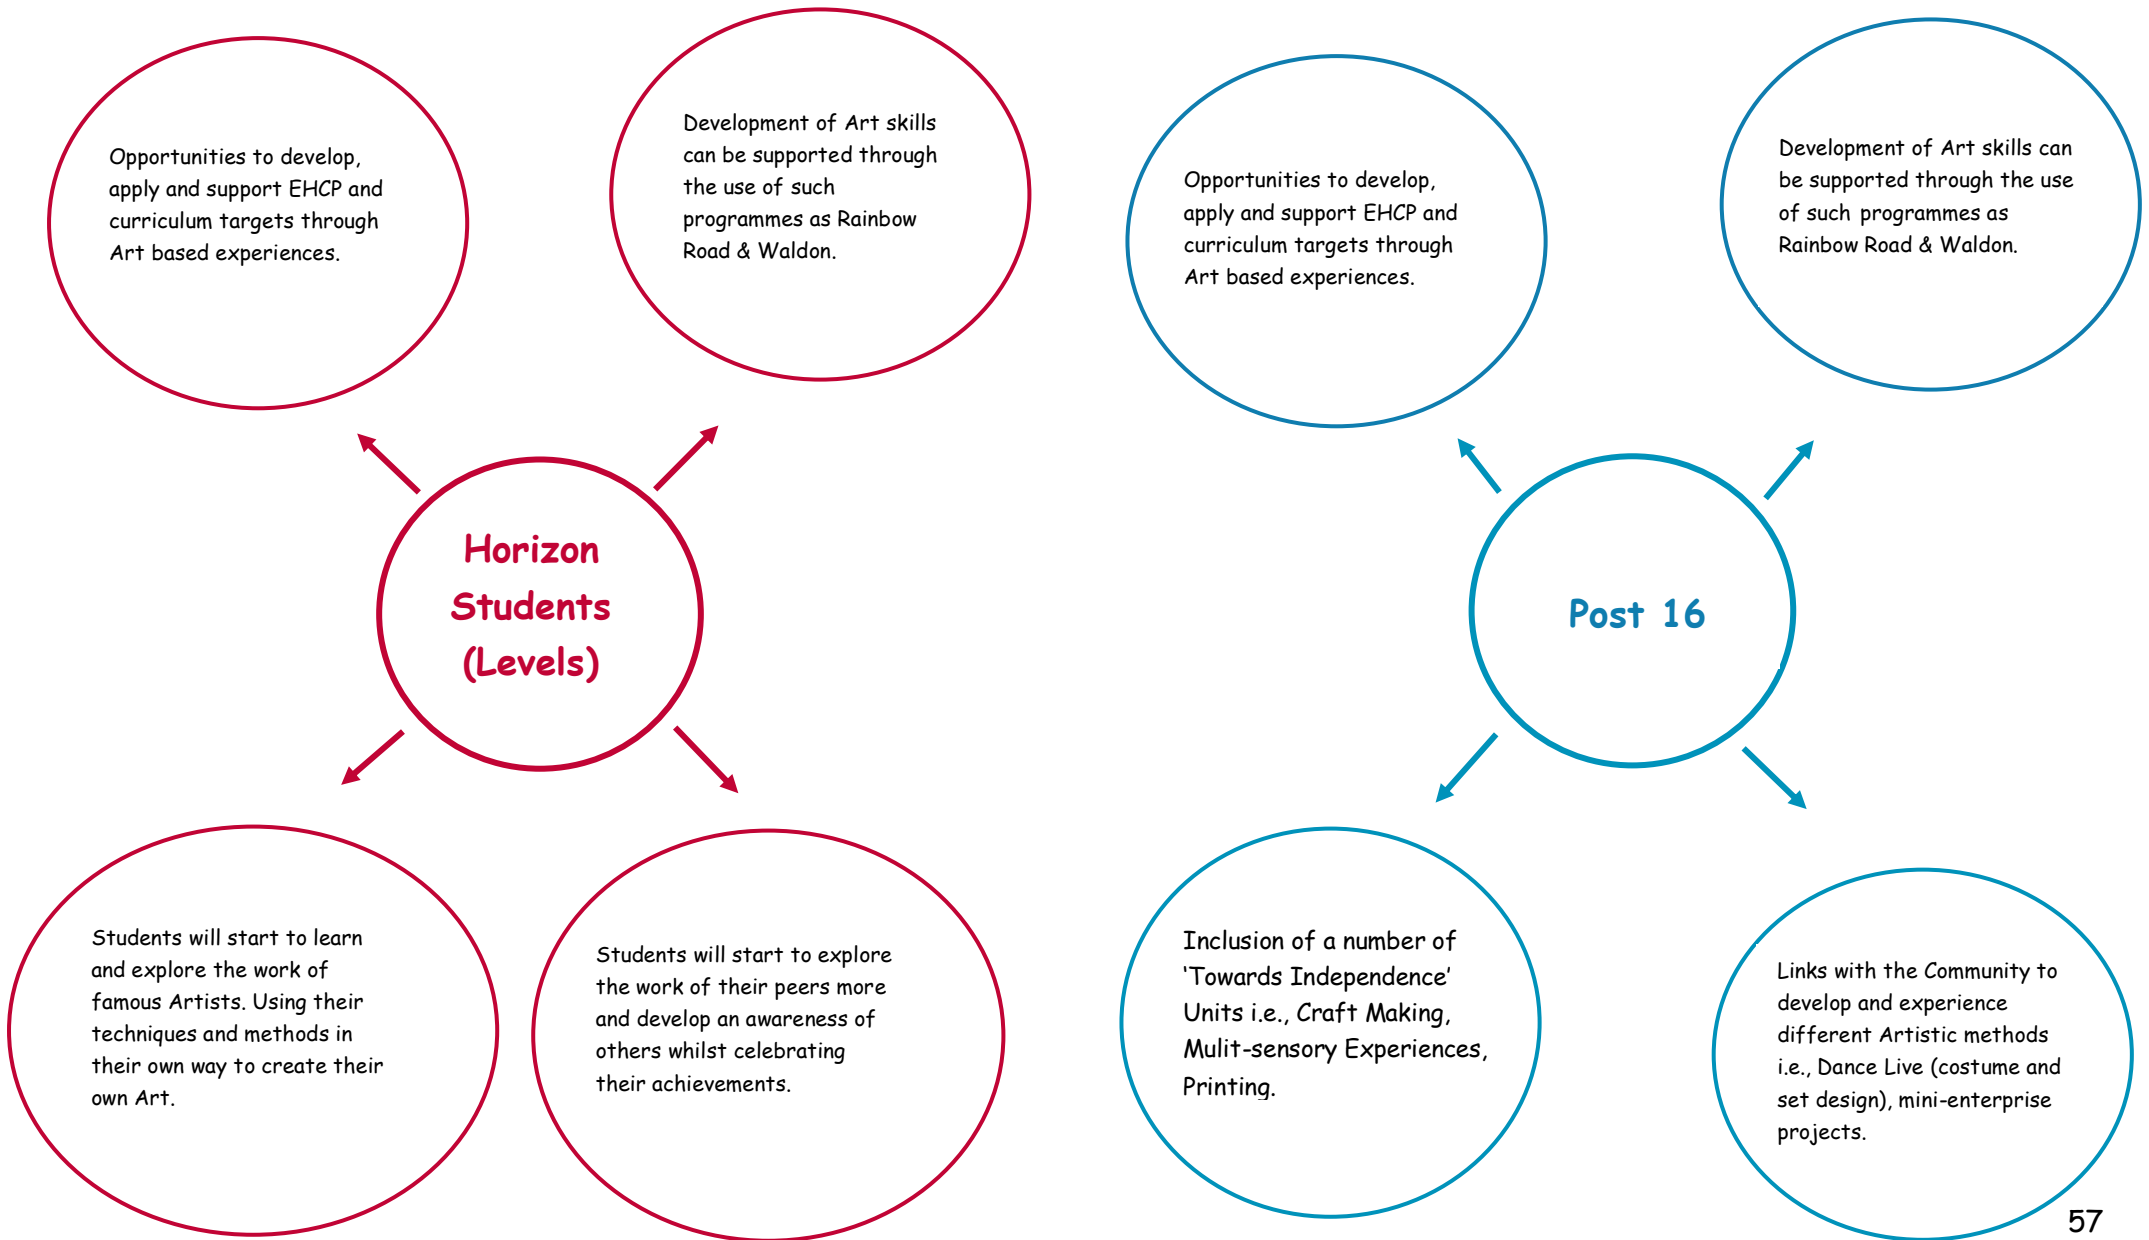 Opportunities to develop,
apply and support EHCP and
curriculum targets through
Art based experiences.
Development of Art skills
can be supported through
the use of such
programmes as Rainbow
Road & Waldon.
Horizon
Students
(Levels)
Students will start to learn
and explore the work of
famous Artists. Using their
techniques and methods in
their own way to create their
own Art.
Students will start to explore
the work of their peers more
and develop an awareness of
others whilst celebrating
their achievements.
Opportunities to develop,
apply and support EHCP and
curriculum targets through
Art based experiences.
Development of Art skills can
be supported through the use
of such programmes as
Rainbow Road & Waldon.
Post 16
Inclusion of a number of
‘Towards Independence’
Units i.e., Craft Making,
Mulit-sensory Experiences,
Printing.
Links with the Community to
develop and experience
different Artistic methods
i.e., Dance Live (costume and
set design), mini-enterprise
projects.
57